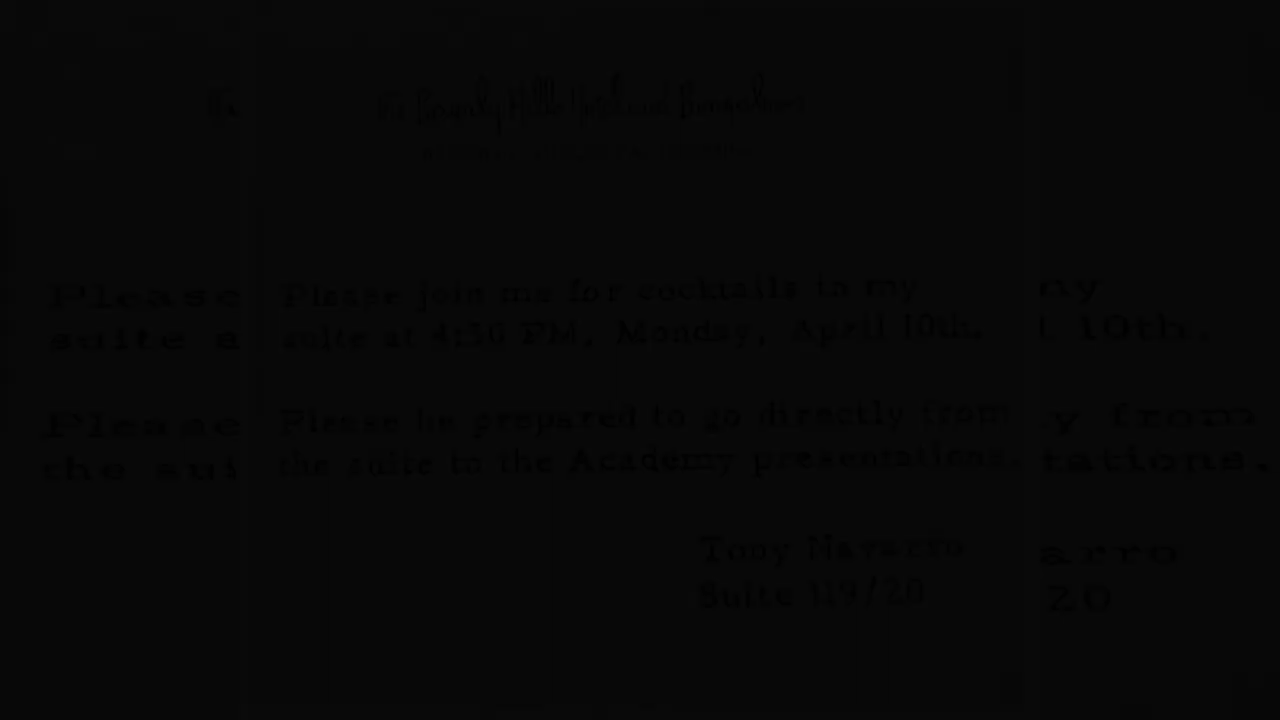 The Beverly Hills Hotel and Bungalows
Please join me for cocktails in my
suite at 4:30 PM, Monday, April 10th.
Please be prepared to go directly from
the suite to the Academy presentations.
Tony Navarro
Suite 119/20